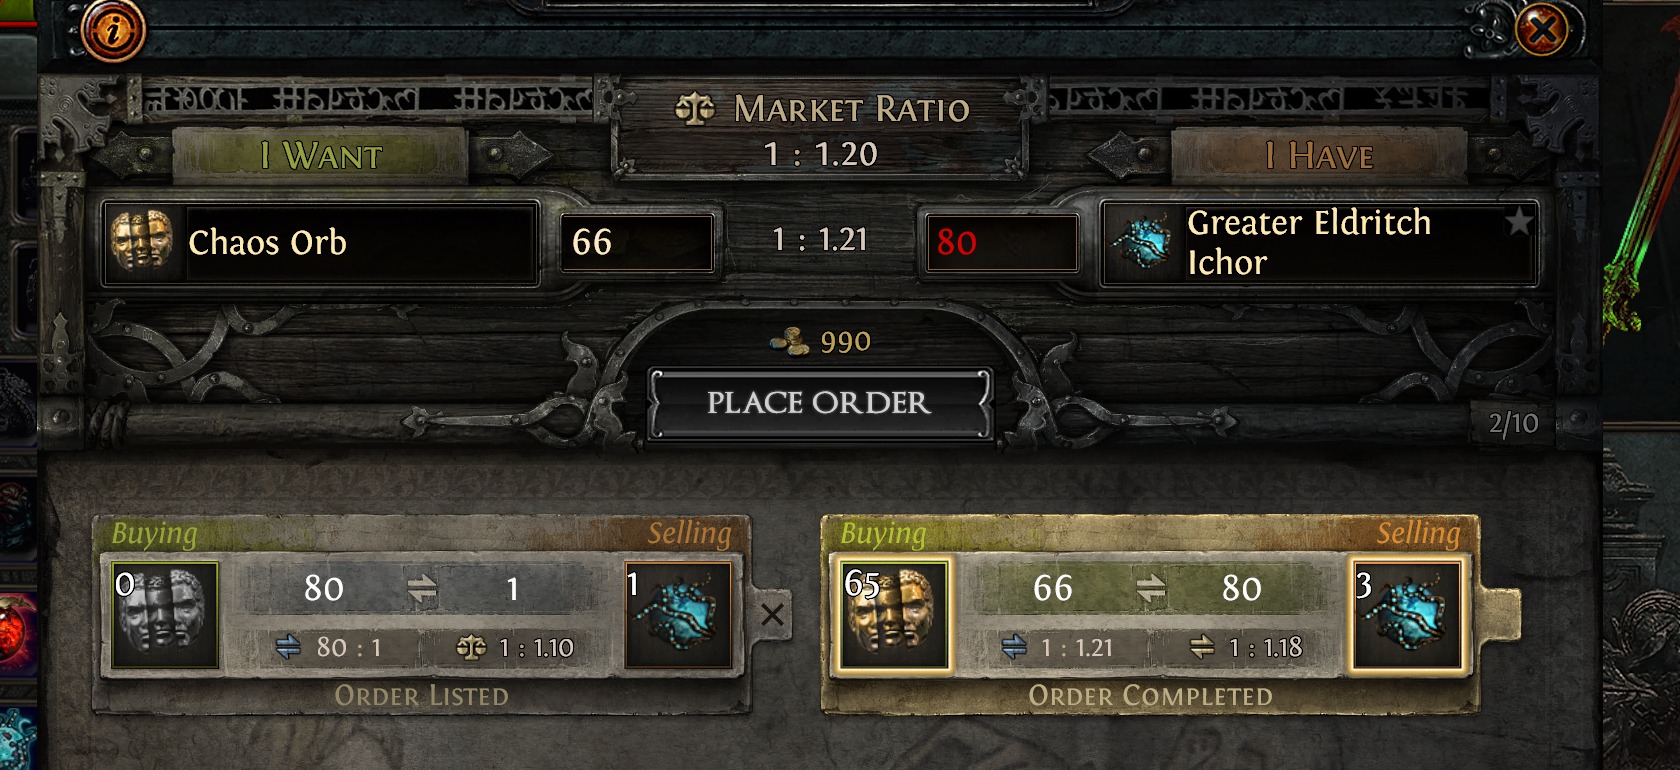 Market Ratio
1 : 1.20
I Want
I Have
Chaos Orb
66
1 : 1.21
80
Greater Eldritch
Ichor
990
PLACE ORDER
2/10
Buying
Selling
0
80
1
1
80 : 1
1 : 1.10
Order Listed
Buying
Selling
65
66
80
3
1 : 1.21
1 : 1.18
Order Completed